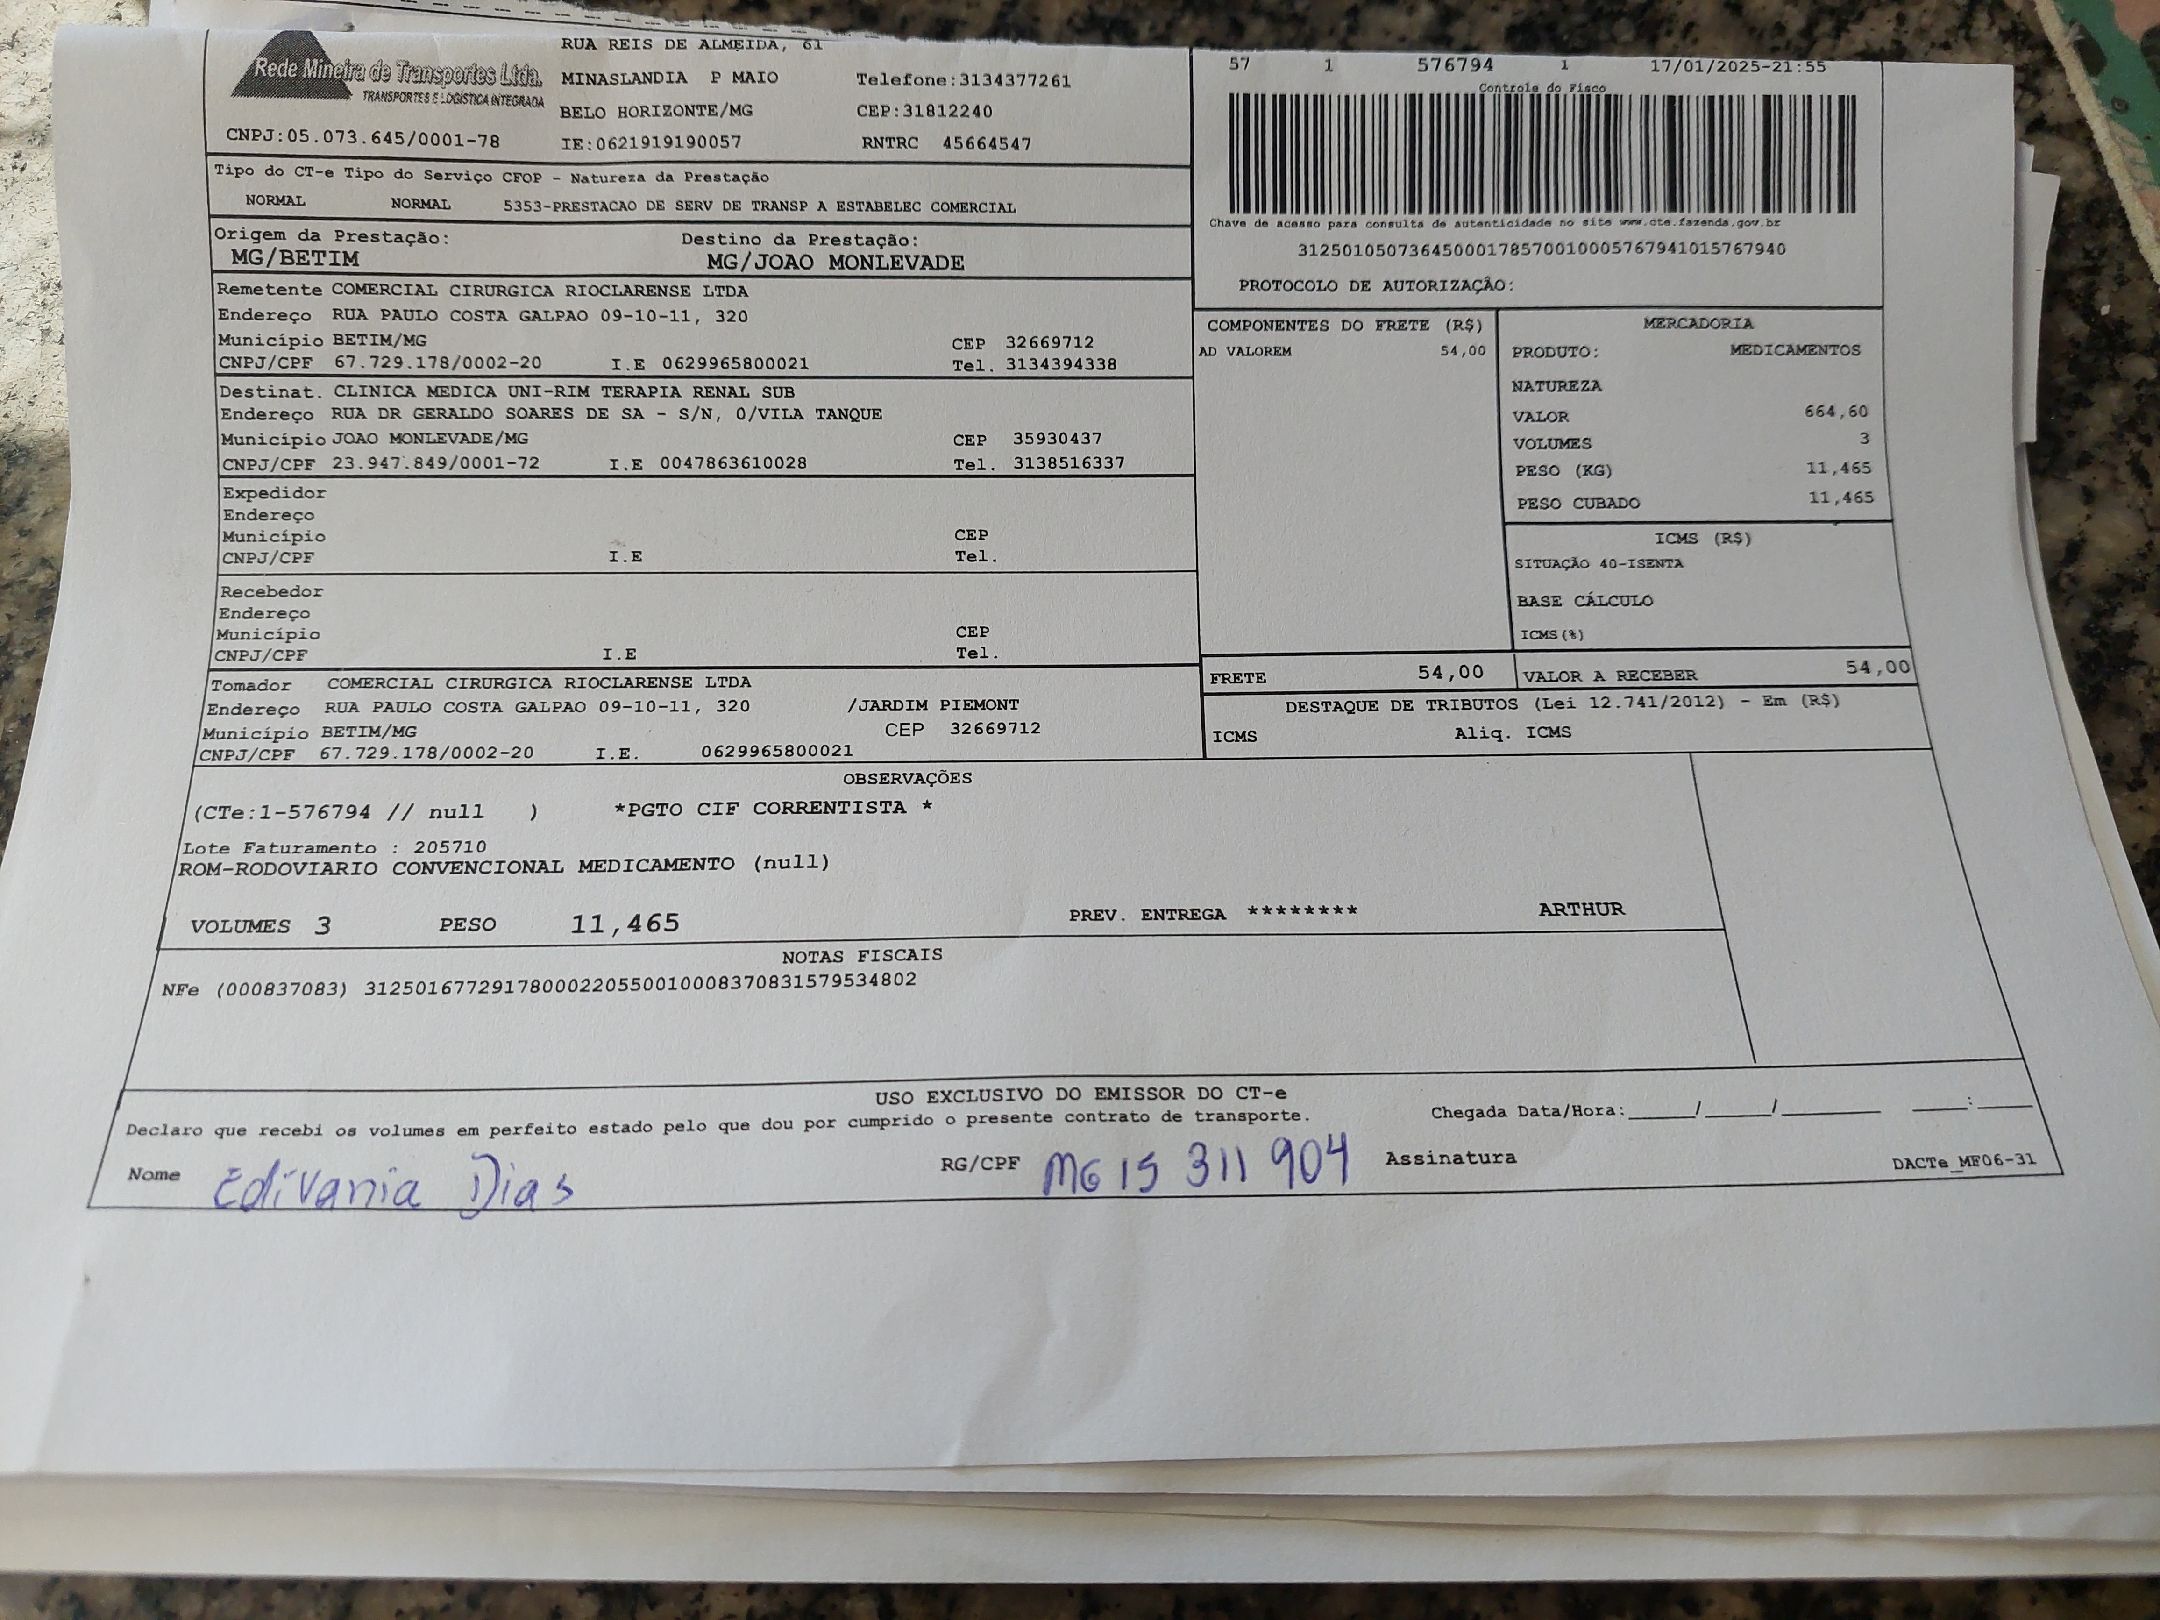 RUA REIS DE ALMEIDA, 61
Rede Mineira de Transportes Ltda.
TRANSPORTES E LOGÍSTICA INTEGRADA
MINASLANDIA P MAIO Telefone:3134377261
BELO HORIZONTE/MG CEP:31812240
CNPJ:05.073.645/0001-78 IE:0621919190057 RNTRC 45664547
57 1 576794 1 17/01/2025-21:55
Controle do Fisco
Chave de acesso para consulta de autenticidade no site www.cte.fazenda.gov.br
31250105073645000178570010005767941015767940
PROTOCOLO DE AUTORIZAÇÃO:
Tipo do CT-e Tipo do Serviço CFOP - Natureza da Prestação
NORMAL NORMAL 5353-PRESTACAO DE SERV DE TRANSP A ESTABELEC COMERCIAL
Origem da Prestação: Destino da Prestação:
MG/BETIM MG/JOAO MONLEVADE
Remetente COMERCIAL CIRURGICA RIOCLARENSE LTDA
Endereço RUA PAULO COSTA GALPAO 09-10-11, 320
Município BETIM/MG CEP 32669712
CNPJ/CPF 67.729.178/0002-20 I.E 0629965800021 Tel. 3134394338
Destinat. CLINICA MEDICA UNI-RIM TERAPIA RENAL SUB
Endereço RUA DR GERALDO SOARES DE SA - S/N, 0/VILA TANQUE
Município JOAO MONLEVADE/MG CEP 35930437
CNPJ/CPF 23.947.849/0001-72 I.E 0047863610028 Tel. 3138516337
Expedidor
Endereço
Município CEP
CNPJ/CPF I.E Tel.
Recebedor
Endereço
Município CEP
CNPJ/CPF I.E Tel.
Tomador COMERCIAL CIRURGICA RIOCLARENSE LTDA
Endereço RUA PAULO COSTA GALPAO 09-10-11, 320 /JARDIM PIEMONT
Município BETIM/MG CEP 32669712
CNPJ/CPF 67.729.178/0002-20 I.E. 0629965800021
COMPONENTES DO FRETE (R$)
AD VALOREM 54,00
MERCADORIA
PRODUTO: MEDICAMENTOS
NATUREZA
VALOR 664,60
VOLUMES 3
PESO (KG) 11,465
PESO CUBADO 11,465
ICMS (R$)
SITUAÇÃO 40-ISENTA
BASE CÁLCULO
ICMS(%)
FRETE 54,00 VALOR A RECEBER 54,00
DESTAQUE DE TRIBUTOS (Lei 12.741/2012) - Em (R$)
ICMS Aliq. ICMS
OBSERVAÇÕES
(CTe:1-576794 // null ) *PGTO CIF CORRENTISTA *
Lote Faturamento : 205710
ROM-RODOVIARIO CONVENCIONAL MEDICAMENTO (null)
VOLUMES 3 PESO 11,465 PREV. ENTREGA ******** ARTHUR
NOTAS FISCAIS
NFe (000837083) 31250167729178000220550010008370831579534802
USO EXCLUSIVO DO EMISSOR DO CT-e
Declaro que recebi os volumes em perfeito estado pelo que dou por cumprido o presente contrato de transporte. Chegada Data/Hora:_____/_____/_________ _____:_____
Nome Edivania Dias RG/CPF MG 15 311 904 Assinatura DACTe_MF06-31